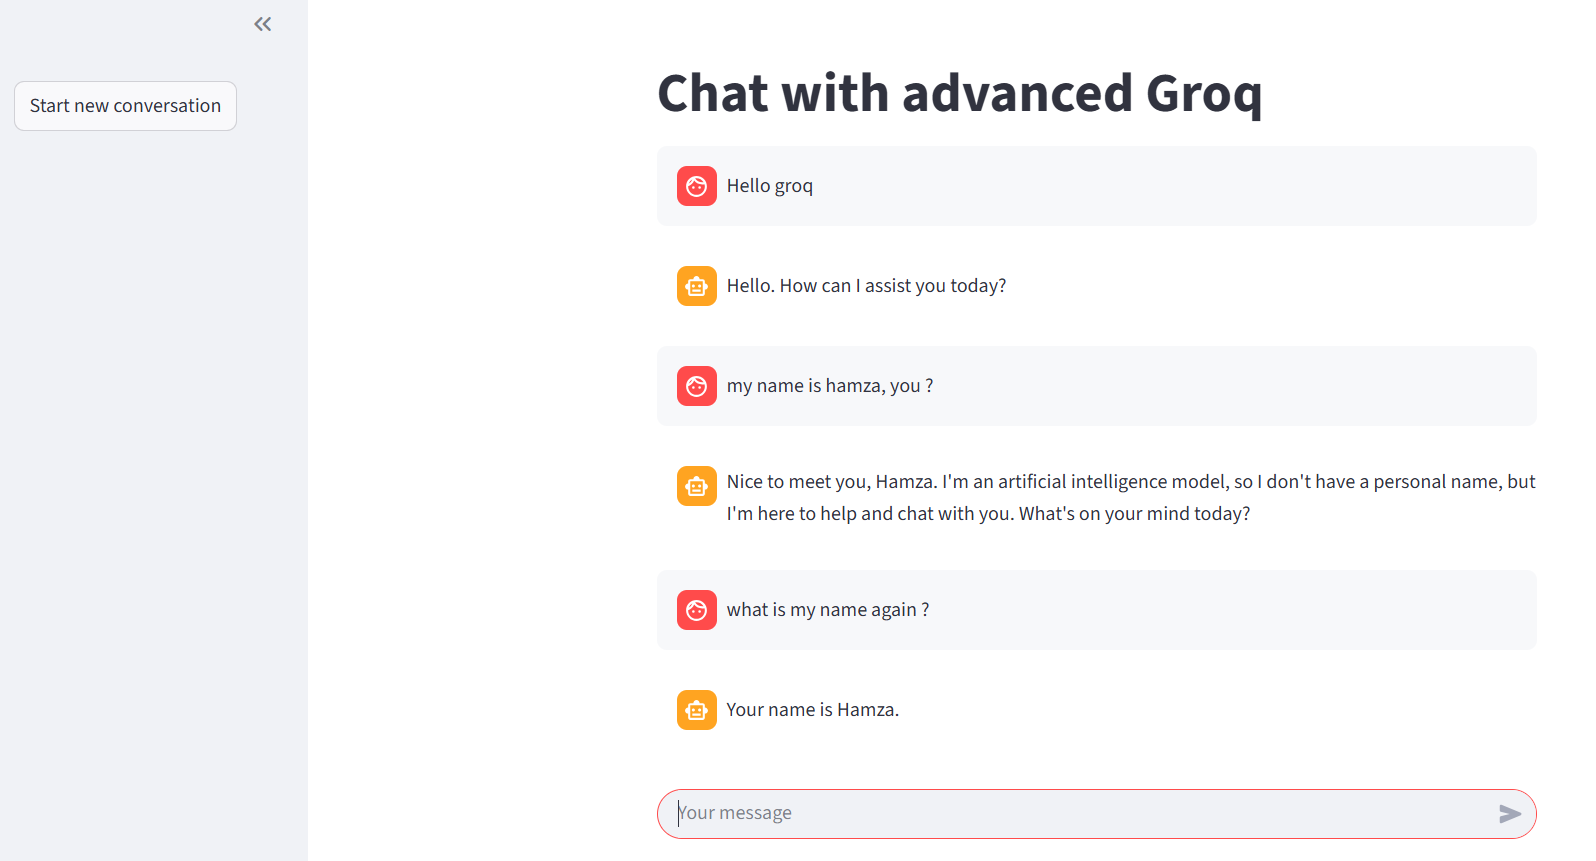 Start new conversation
Chat with advanced Groq
Hello groq
Hello. How can I assist you today?
my name is hamza, you ?
Nice to meet you, Hamza. I'm an artificial intelligence model, so I don't have a personal name, but
I'm here to help and chat with you. What's on your mind today?
what is my name again ?
Your name is Hamza.
Your message